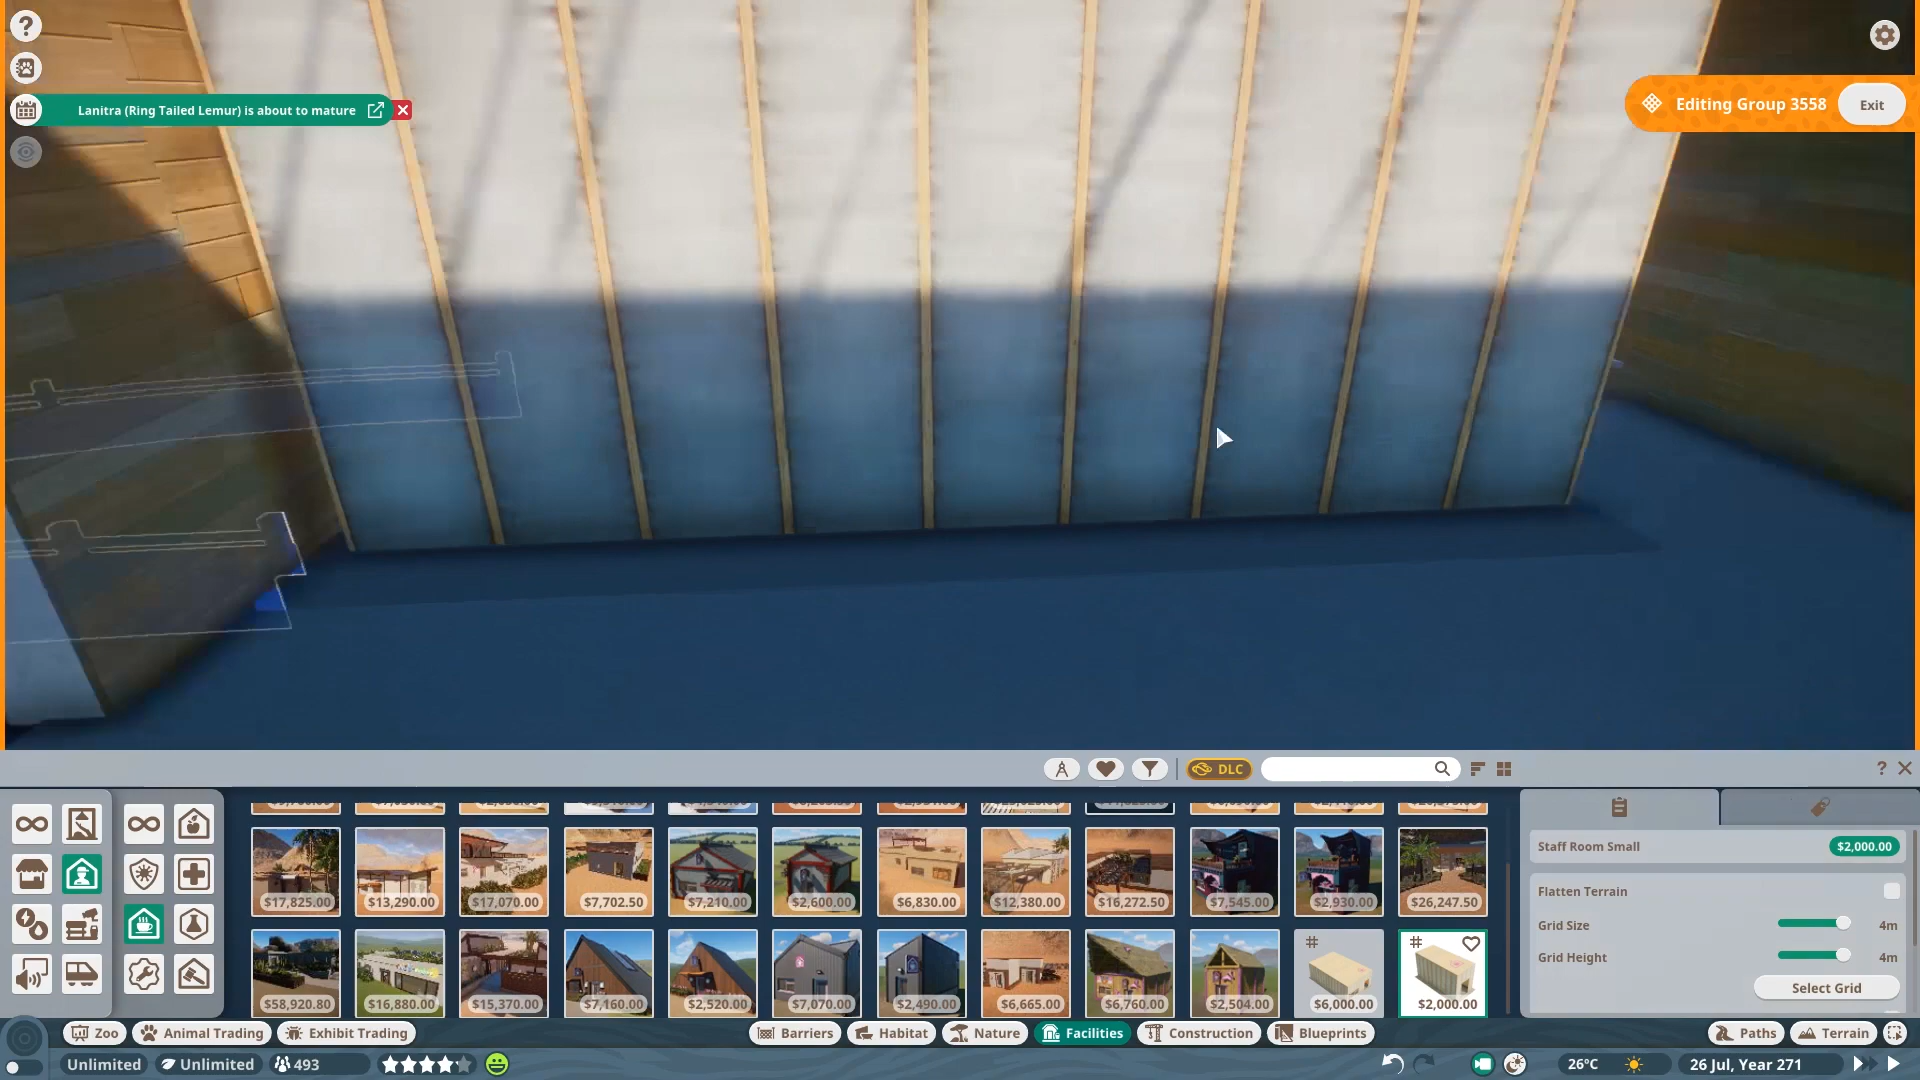 ?
Lanitra (Ring Tailed Lemur) is about to mature
Editing Group 3558
Exit
DLC
?
$17,825.00
$13,290.00
$17,070.00
$7,702.50
$7,210.00
$2,600.00
$6,830.00
$12,380.00
$16,272.50
$7,545.00
$2,930.00
$26,247.50
$58,920.80
$16,880.00
$15,370.00
$7,160.00
$2,520.00
$7,070.00
$2,490.00
$6,665.00
$6,760.00
$2,504.00
#
$6,000.00
#
$2,000.00
Staff Room Small
$2,000.00
Flatten Terrain
Grid Size
4m
Grid Height
4m
Select Grid
Zoo
Animal Trading
Exhibit Trading
Barriers
Habitat
Nature
Facilities
Construction
Blueprints
Paths
Terrain
Unlimited
Unlimited
493
26°C
26 Jul, Year 271